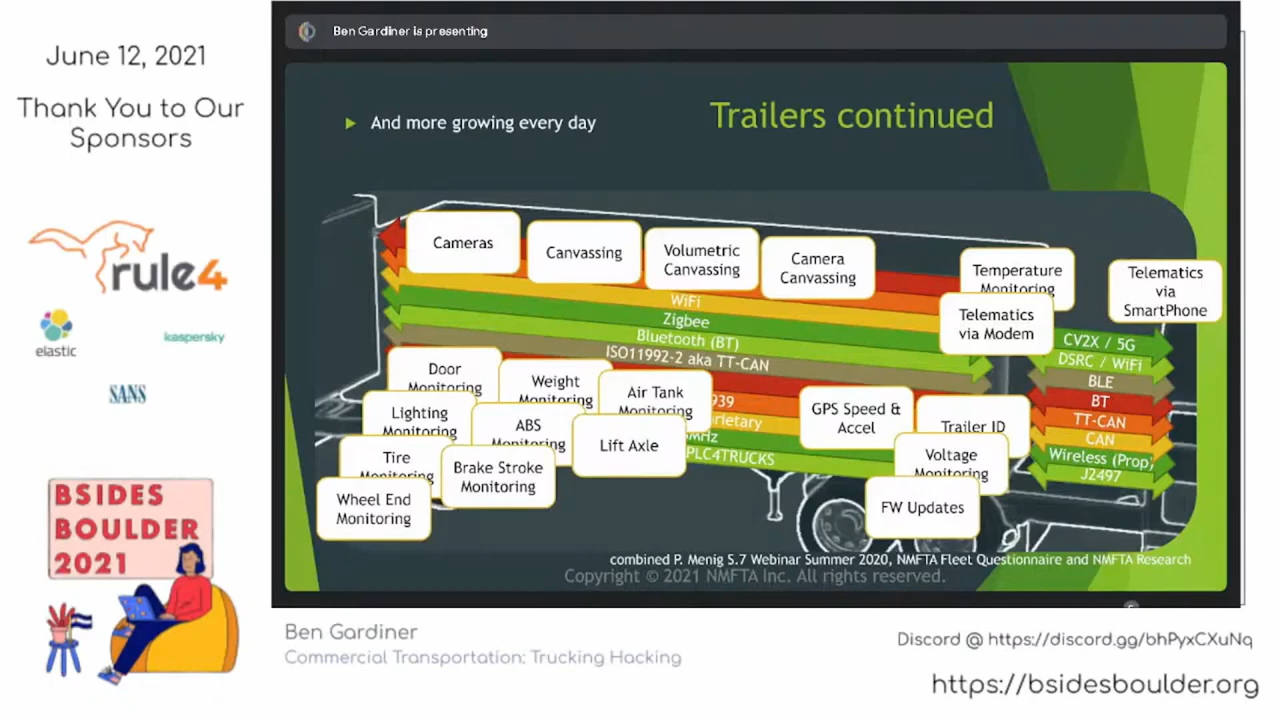 June 12, 2021
Thank You to Our
Sponsors
rule4
elastic
kaspersky
SANS
BSIDES
BOULDER
2021
Ben Gardiner is presenting
And more growing every day
Trailers continued
Cameras
Canvassing
Volumetric
Canvassing
Camera
Canvassing
Temperature
Monitoring
Telematics
via
SmartPhone
Telematics
via Modem
WiFi
Zigbee
Bluetooth (BT)
ISO11992-2 aka TT-CAN
CV2X / 5G
DSRC / WiFi
BLE
BT
TT-CAN
CAN
Wireless (Prop)
J2497
Door
Monitoring
Weight
Monitoring
Air Tank
Monitoring
939
Lighting
Monitoring
ABS
Monitoring
Lift Axle
PLC4TRUCKS
GPS Speed &
Accel
Trailer ID
Tire
Monitoring
Brake Stroke
Monitoring
Voltage
Monitoring
Wheel End
Monitoring
FW Updates
combined P. Menig S.7 Webinar Summer 2020, NMFTA Fleet Questionnaire and NMFTA Research
Copyright © 2021 NMFTA Inc. All rights reserved.
Ben Gardiner
Commercial Transportation: Trucking Hacking
Discord @ https://discord.gg/bhPyxCXuNq
https://bsidesboulder.org